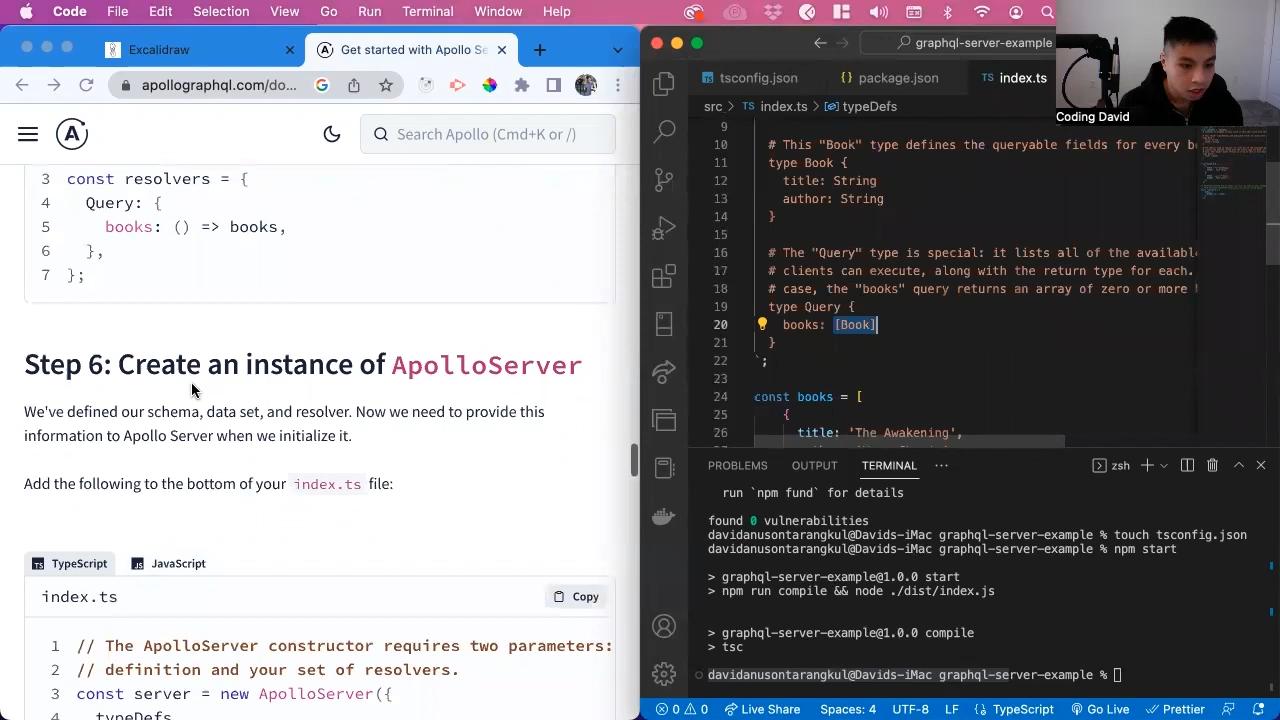 Code File Edit Selection View Go Run Terminal Window Help
Excalidraw
Get started with Apollo Se
apollographql.com/do...
Search Apollo (Cmd+K or /)
3 const resolvers = {
4 Query: {
5 books: () => books,
6 },
7 };
Step 6: Create an instance of ApolloServer
We've defined our schema, data set, and resolver. Now we need to provide this
information to Apollo Server when we initialize it.
Add the following to the bottom of your index.ts file:
TypeScript JavaScript
index.ts
Copy
1 // The ApolloServer constructor requires two parameters:
2 // definition and your set of resolvers.
3 const server = new ApolloServer({
4 typeDefs
graphql-server-example
tsconfig.json package.json index.ts
src > index.ts > typeDefs
9
10 # This "Book" type defines the queryable fields for every
11 type Book {
12 title: String
13 author: String
14 }
15
16 # The "Query" type is special: it lists all of the available
17 # clients can execute, along with the return type for each.
18 # case, the "books" query returns an array of zero or more
19 type Query {
20 books: [Book]
21 }
22 `;
23
24 const books = [
25 {
26 title: 'The Awakening',
Coding David
PROBLEMS OUTPUT TERMINAL ... zsh
run `npm fund` for details
found 0 vulnerabilities
davidanusontarangkul@Davids-iMac graphql-server-example % touch tsconfig.json
davidanusontarangkul@Davids-iMac graphql-server-example % npm start
> graphql-server-example@1.0.0 start
> npm run compile && node ./dist/index.js
> graphql-server-example@1.0.0 compile
> tsc
davidanusontarangkul@Davids-iMac graphql-server-example %
0 0 Live Share Spaces: 4 UTF-8 LF TypeScript Go Live Prettier